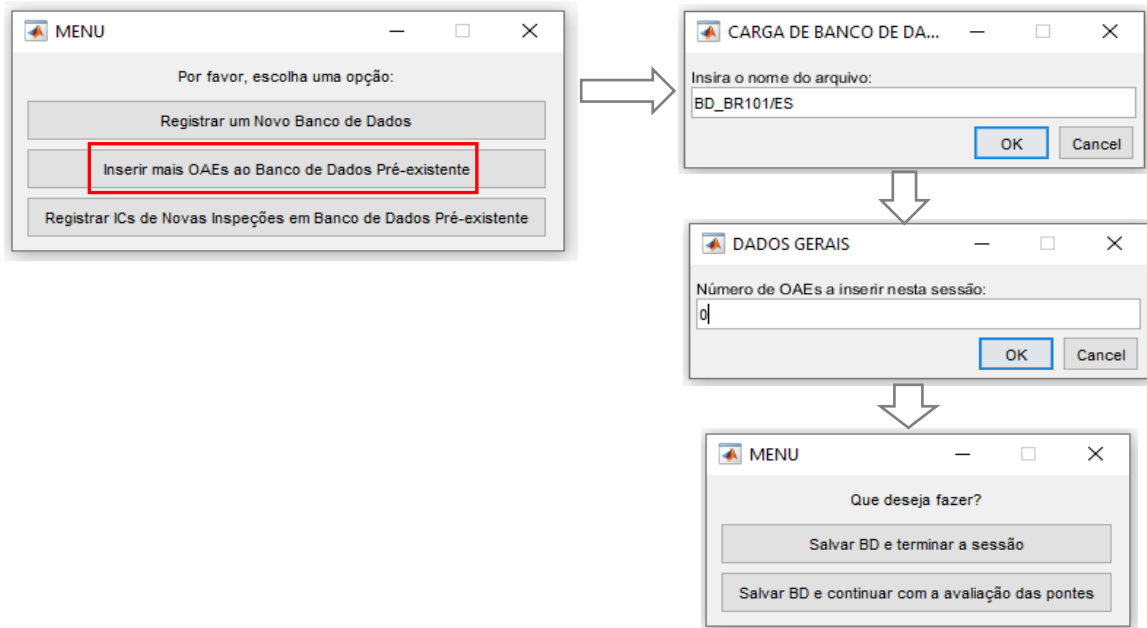 MENU
Por favor, escolha uma opção:
Registrar um Novo Banco de Dados
Inserir mais OAEs ao Banco de Dados Pré-existente
Registrar ICs de Novas Inspeções em Banco de Dados Pré-existente
CARGA DE BANCO DE DA...
Insira o nome do arquivo:
BD_BR101/ES
OK Cancel
DADOS GERAIS
Número de OAEs a inserir nesta sessão:
0
OK Cancel
MENU
Que deseja fazer?
Salvar BD e terminar a sessão
Salvar BD e continuar com a avaliação das pontes